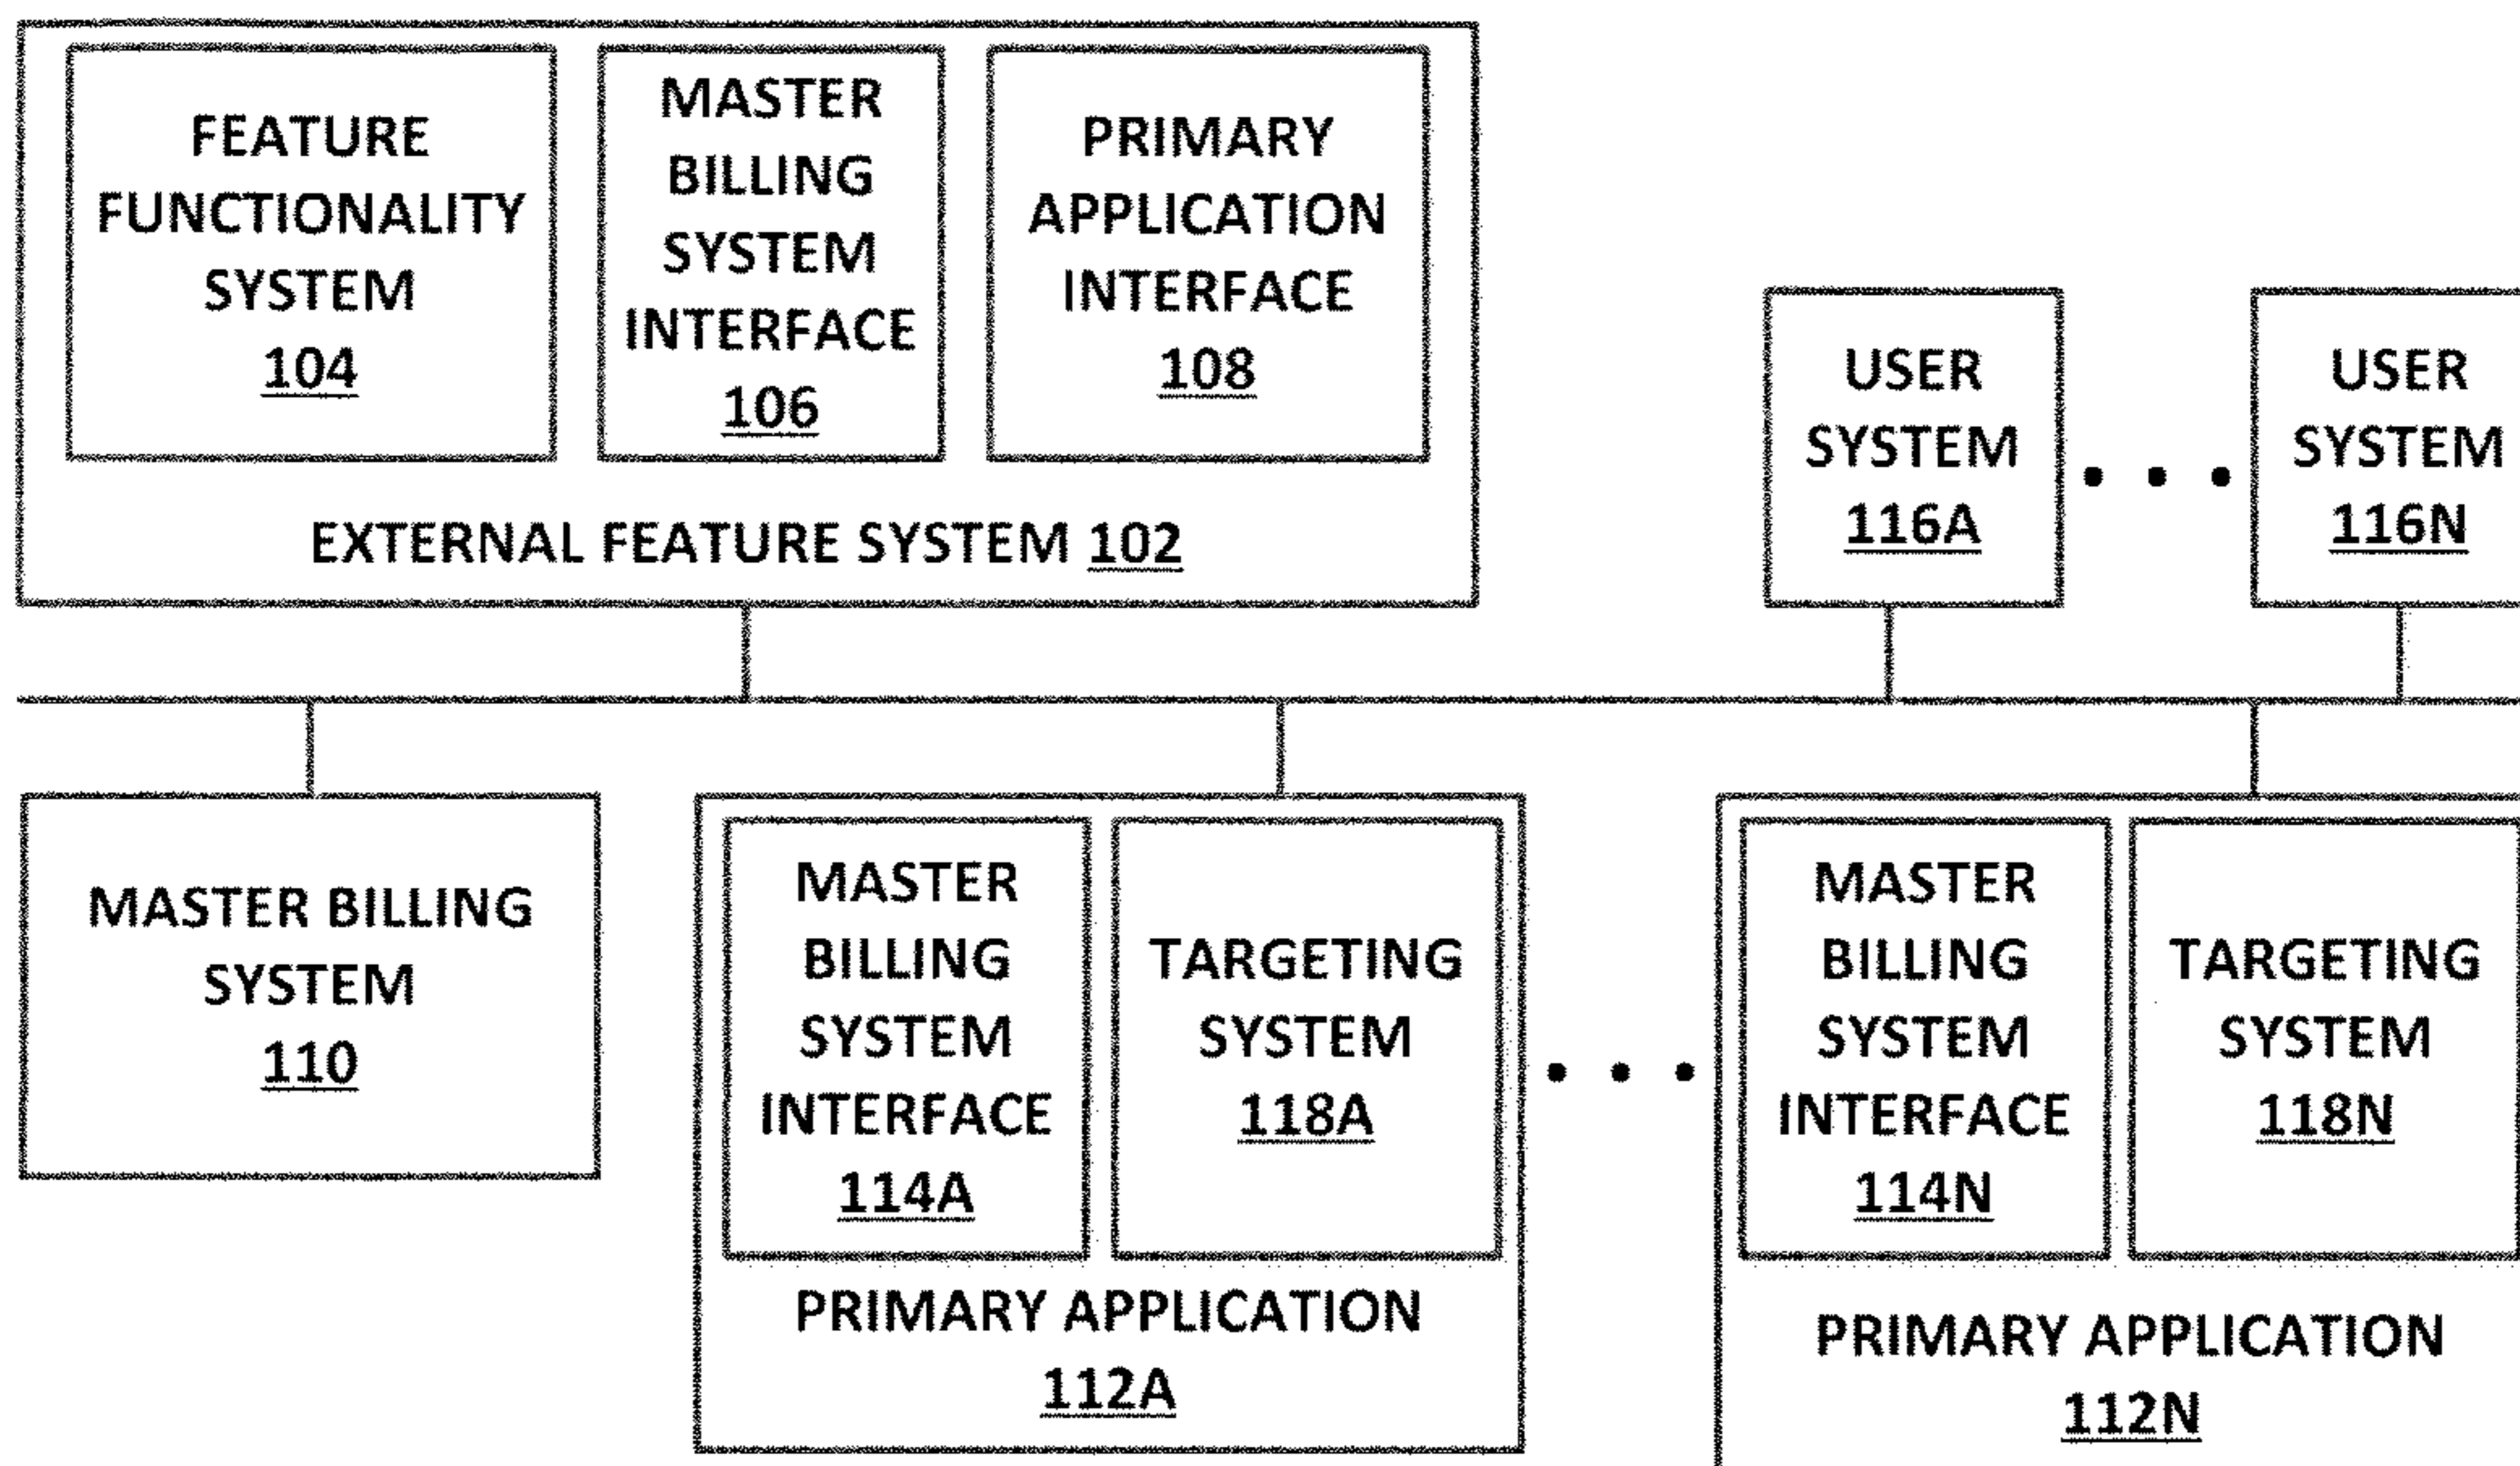 FEATURE
FUNCTIONALITY
SYSTEM
104
MASTER
BILLING
SYSTEM
INTERFACE
106
PRIMARY
APPLICATION
INTERFACE
108
EXTERNAL FEATURE SYSTEM 102
USER
SYSTEM
116A
USER
SYSTEM
116N
MASTER BILLING
SYSTEM
110
MASTER
BILLING
SYSTEM
INTERFACE
114A
TARGETING
SYSTEM
118A
PRIMARY APPLICATION
112A
MASTER
BILLING
SYSTEM
INTERFACE
114N
TARGETING
SYSTEM
118N
PRIMARY APPLICATION
112N